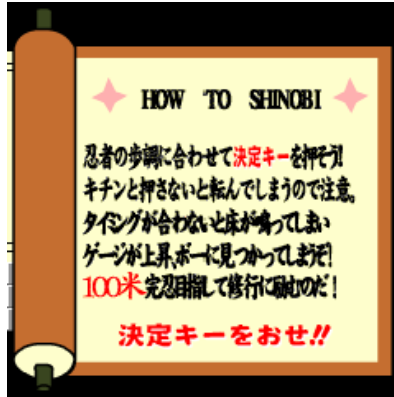 HOW TO SHINOBI
忍者の歩調に合わせて決定キーを押そう!
キチンと押さないと転んでしまうので注意。
タイミングが合わないと床が鳴ってしまい
ゲージが上昇、ボーに見つかってしまうぞ!
100米完忍目指して修行に励むのだ!
決定キーをおせ!!